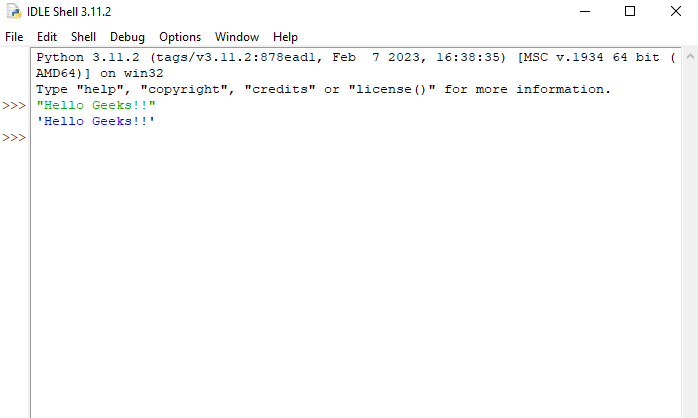 IDLE Shell 3.11.2
File Edit Shell Debug Options Window Help
Python 3.11.2 (tags/v3.11.2:878ead1, Feb  7 2023, 16:38:35) [MSC v.1934 64 bit (
AMD64)] on win32
Type "help", "copyright", "credits" or "license()" for more information.
>>> "Hello Geeks!!"
'Hello Geeks!!'
>>>